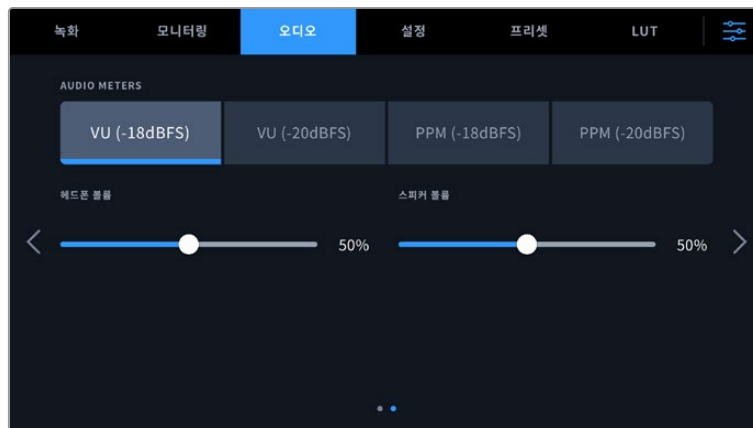 녹화 모니터링 오디오 설정 프리셋 LUT
AUDIO METERS
VU (-18dBFS) VU (-20dBFS) PPM (-18dBFS) PPM (-20dBFS)
헤드폰 볼륨 스피커 볼륨
50% 50%